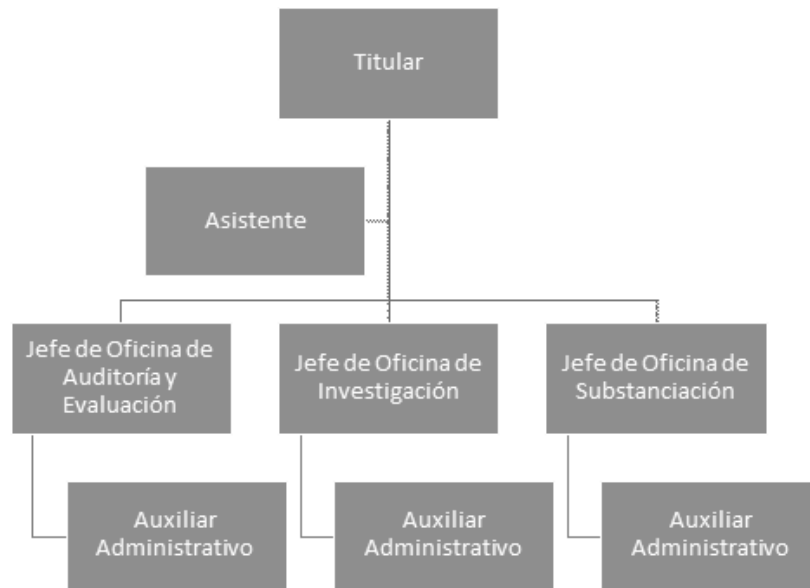 Titular
Asistente
Jefe de Oficina de
Auditoría y
Evaluación
Jefe de Oficina de
Investigación
Jefe de Oficina de
Substanciación
Auxiliar
Administrativo
Auxiliar
Administrativo
Auxiliar
Administrativo